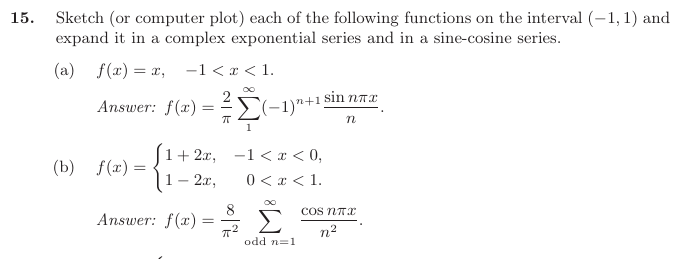 15. Sketch (or computer plot) each of the following functions on the interval (−1, 1) and
expand it in a complex exponential series and in a sine-cosine series.
(a) f(x) = x, −1 < x < 1.
Answer: f(x) = \frac{2}{\pi} \sum_{1}^{\infty} (−1)^{n+1} \frac{\sin n\pi x}{n}.
(b) f(x) = \begin{cases} 1 + 2x, & −1 < x < 0, \\ 1 − 2x, & 0 < x < 1. \end{cases}
Answer: f(x) = \frac{8}{\pi^2} \sum_{\text{odd } n=1}^{\infty} \frac{\cos n\pi x}{n^2}.